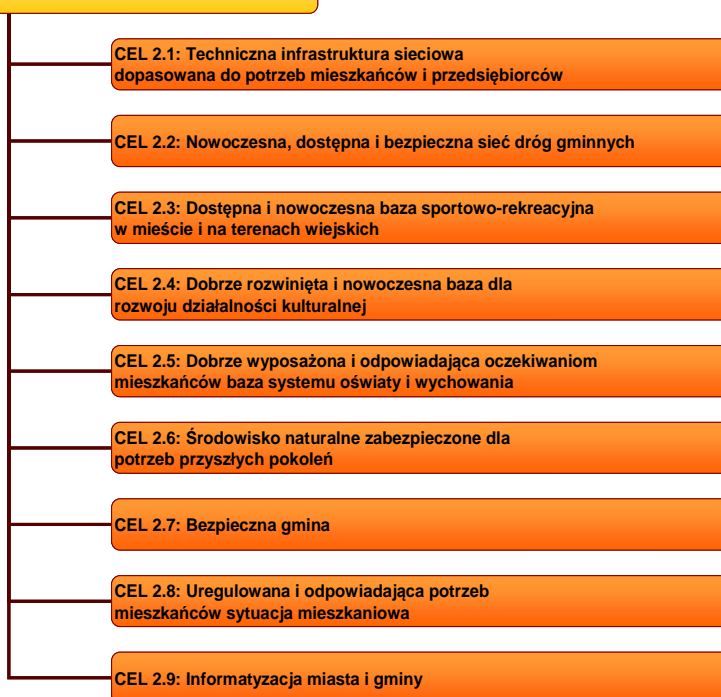 CEL 2.1: Techniczna infrastruktura sieciowa
dopasowana do potrzeb mieszkańców i przedsiębiorców
CEL 2.2: Nowoczesna, dostępna i bezpieczna sieć dróg gminnych
CEL 2.3: Dostępna i nowoczesna baza sportowo-rekreacyjna
w mieście i na terenach wiejskich
CEL 2.4: Dobrze rozwinięta i nowoczesna baza dla
rozwoju działalności kulturalnej
CEL 2.5: Dobrze wyposażona i odpowiadająca oczekiwaniom
mieszkańców baza systemu oświaty i wychowania
CEL 2.6: Środowisko naturalne zabezpieczone dla
potrzeb przyszłych pokoleń
CEL 2.7: Bezpieczna gmina
CEL 2.8: Uregulowana i odpowiadająca potrzeb
mieszkańców sytuacja mieszkaniowa
CEL 2.9: Informatyzacja miasta i gminy